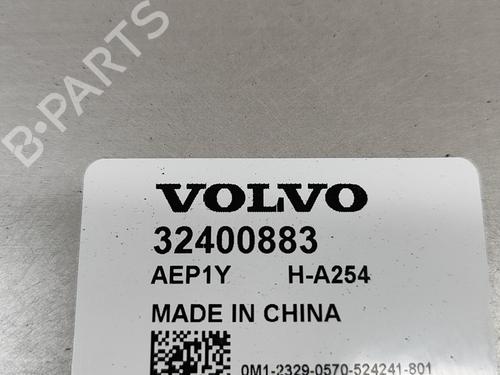 B-PARTS
VOLVO
32400883
AEP1Y H-A254
MADE IN CHINA
0M1-2329-0570-524241-801